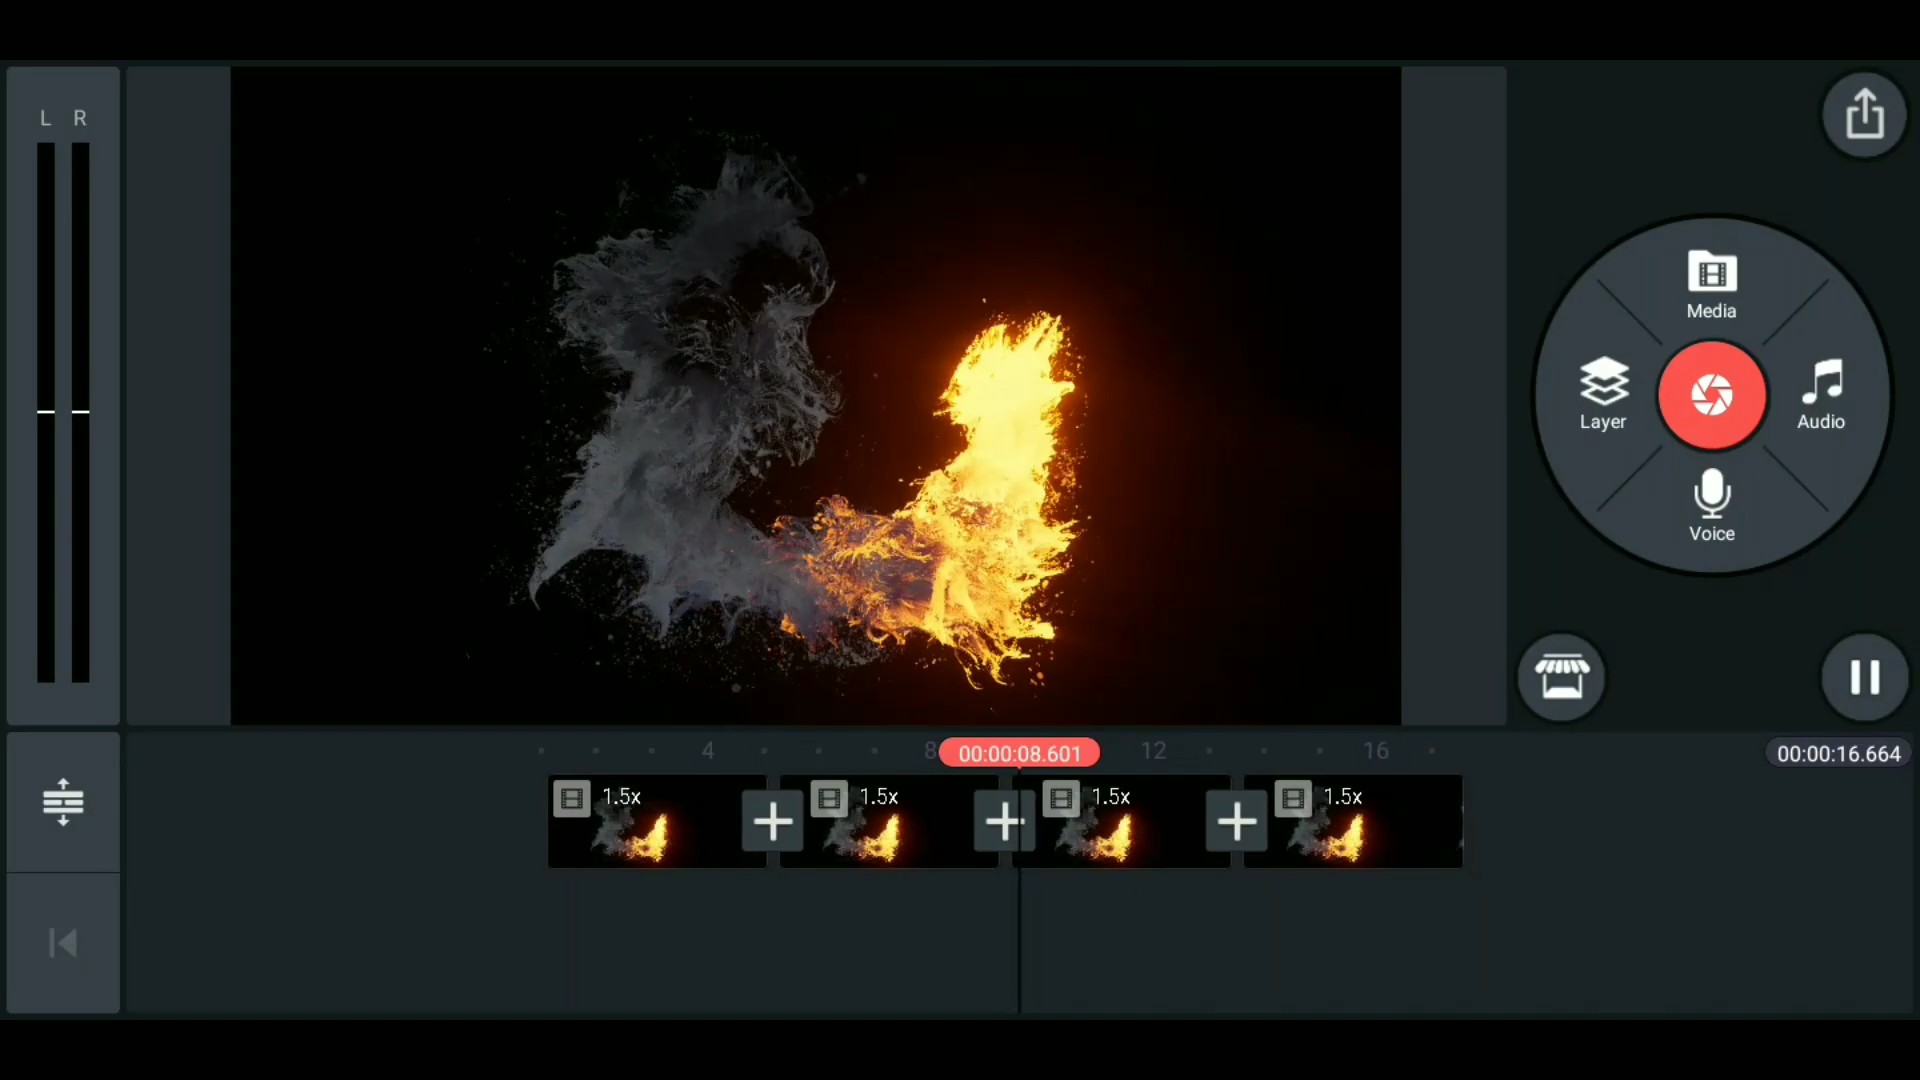 L R
Media
Layer
Audio
Voice
4 8 00:00:08.601 12 16 00:00:16.664
1.5x 1.5x 1.5x 1.5x